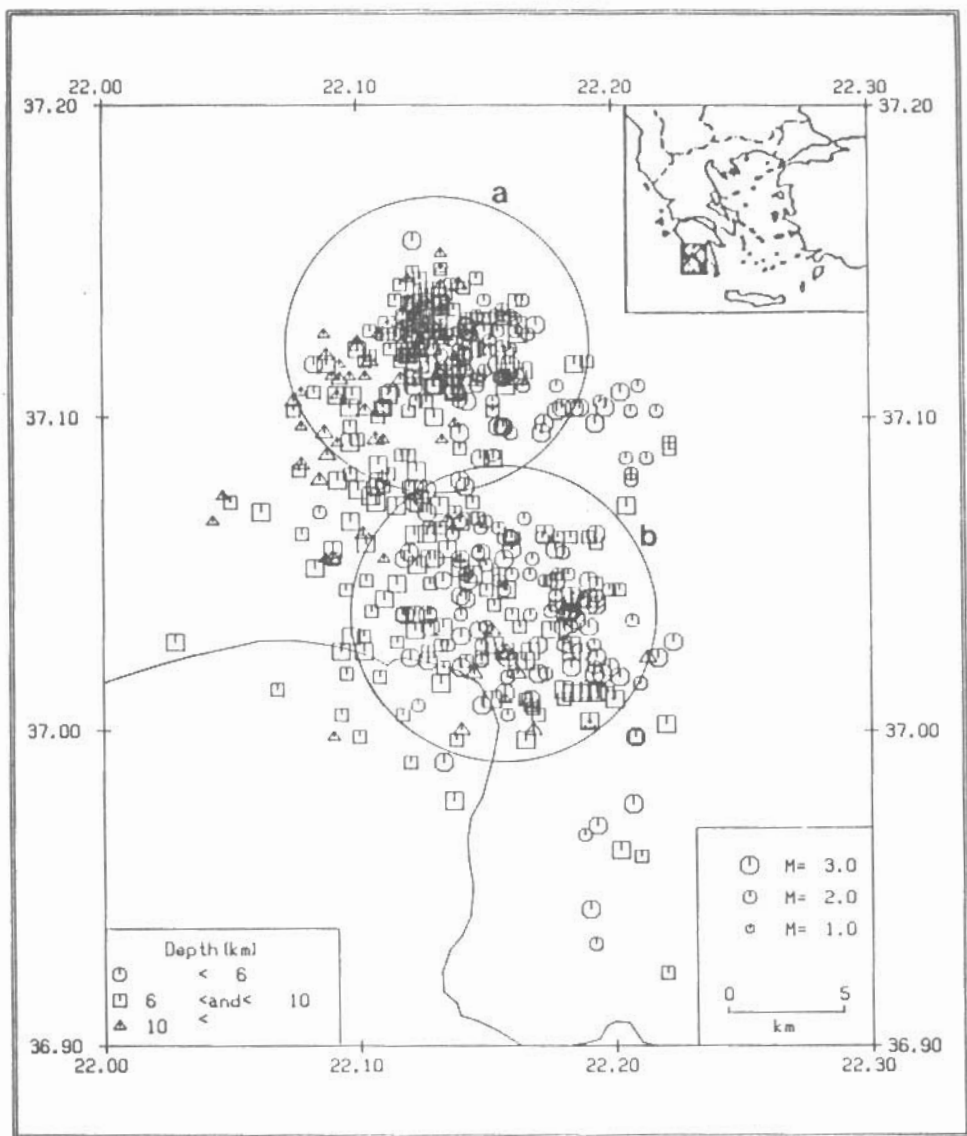 22.00 22.10 22.20 22.30
37.20 37.20
a
37.10 37.10
b
37.00 37.00
M= 3.0
M= 2.0
M= 1.0
0 5
km
Depth(km)
< 6
6 <and< 10
10 <
36.90 36.90
22.00 22.10 22.20 22.30